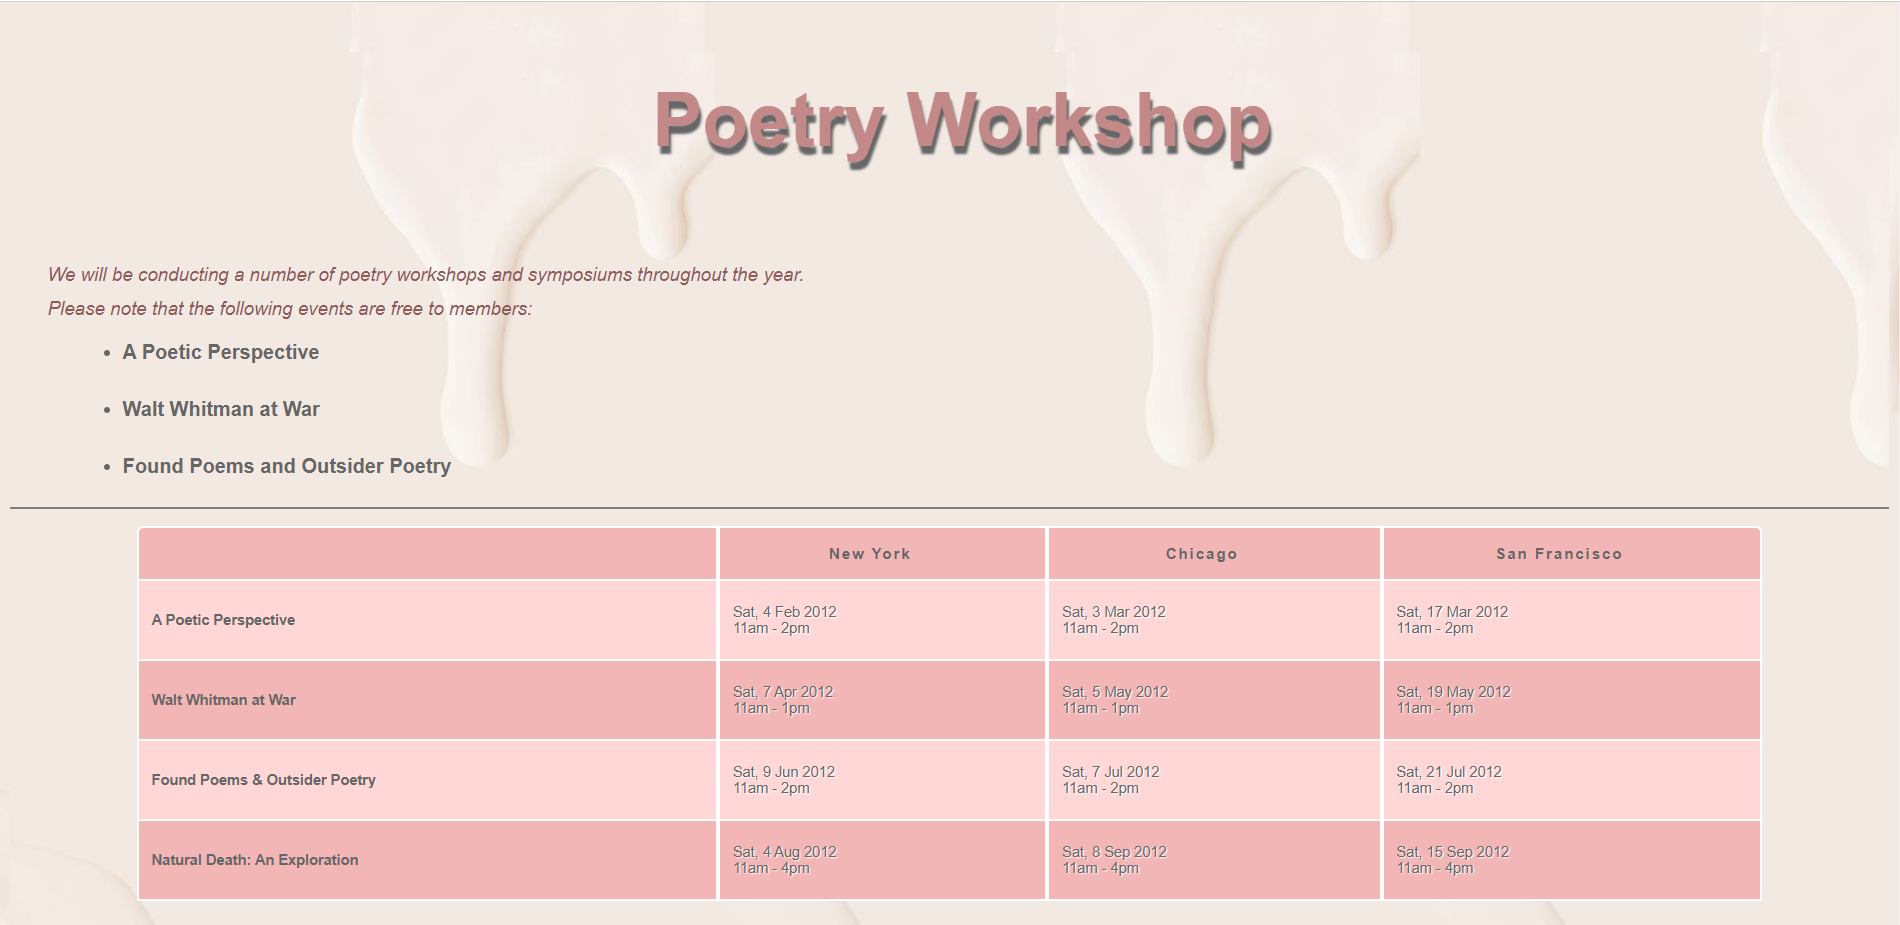 Poetry Workshop
We will be conducting a number of poetry workshops and symposiums throughout the year.
Please note that the following events are free to members:
• A Poetic Perspective
• Walt Whitman at War
• Found Poems and Outsider Poetry
New York Chicago San Francisco
A Poetic Perspective
Sat, 4 Feb 2012
11am - 2pm
Sat, 3 Mar 2012
11am - 2pm
Sat, 17 Mar 2012
11am - 2pm
Walt Whitman at War
Sat, 7 Apr 2012
11am - 1pm
Sat, 5 May 2012
11am - 1pm
Sat, 19 May 2012
11am - 1pm
Found Poems & Outsider Poetry
Sat, 9 Jun 2012
11am - 2pm
Sat, 7 Jul 2012
11am - 2pm
Sat, 21 Jul 2012
11am - 2pm
Natural Death: An Exploration
Sat, 4 Aug 2012
11am - 4pm
Sat, 8 Sep 2012
11am - 4pm
Sat, 15 Sep 2012
11am - 4pm